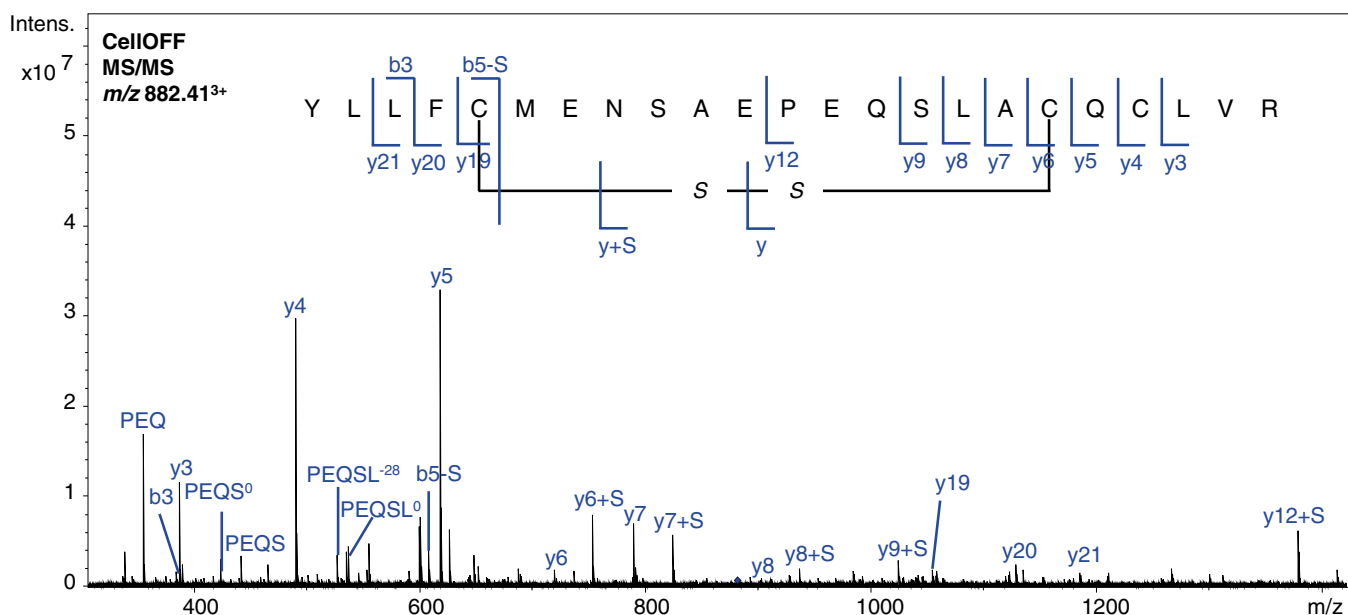 Intens.
x10⁷
CellOFF
MS/MS
m/z 882.41³⁺
b3 b5-S
Y L L F C M E N S A E P E Q S L A C Q C L V R
y21 y20 y19 y12 y9 y8 y7 y6 y5 y4 y3
S S
y+S y
5
4
3
2
1
0
y5
y4
PEQ
y3
b3
PEQS⁰
PEQS
PEQSL⁻²⁸
PEQSL⁰
b5-S
y6
y6+S
y7
y7+S
y8
y8+S
y9+S
y19
y20
y21
y12+S
400 600 800 1000 1200 m/z